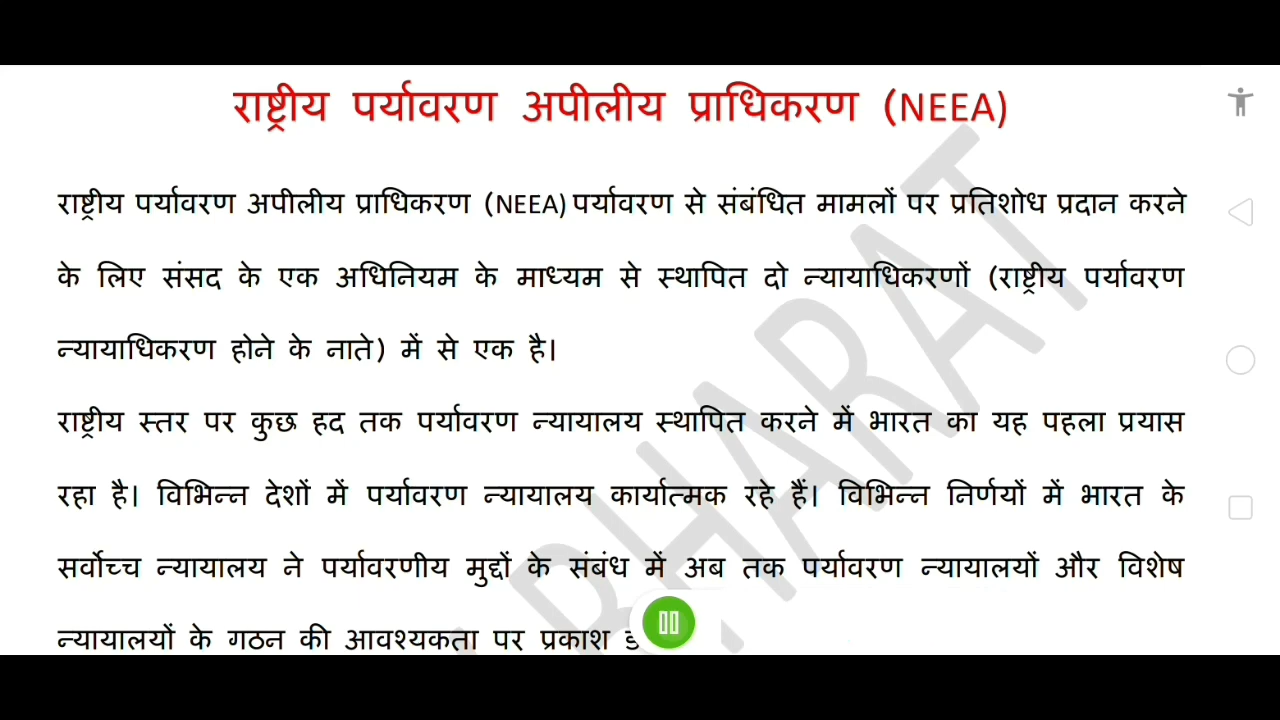 राष्ट्रीय पर्यावरण अपीलीय प्राधिकरण (NEEA)
राष्ट्रीय पर्यावरण अपीलीय प्राधिकरण (NEEA) पर्यावरण से संबंधित मामलों पर प्रतिशोध प्रदान करने
के लिए संसद के एक अधिनियम के माध्यम से स्थापित दो न्यायाधिकरणों (राष्ट्रीय पर्यावरण
न्यायाधिकरण होने के नाते) में से एक है।
राष्ट्रीय स्तर पर कुछ हद तक पर्यावरण न्यायालय स्थापित करने में भारत का यह पहला प्रयास
रहा है। विभिन्न देशों में पर्यावरण न्यायालय कार्यात्मक रहे हैं। विभिन्न निर्णयों में भारत के
सर्वोच्च न्यायालय ने पर्यावरणीय मुद्दों के संबंध में अब तक पर्यावरण न्यायालयों और विशेष
न्यायालयों के गठन की आवश्यकता पर प्रकाश
BHARAT